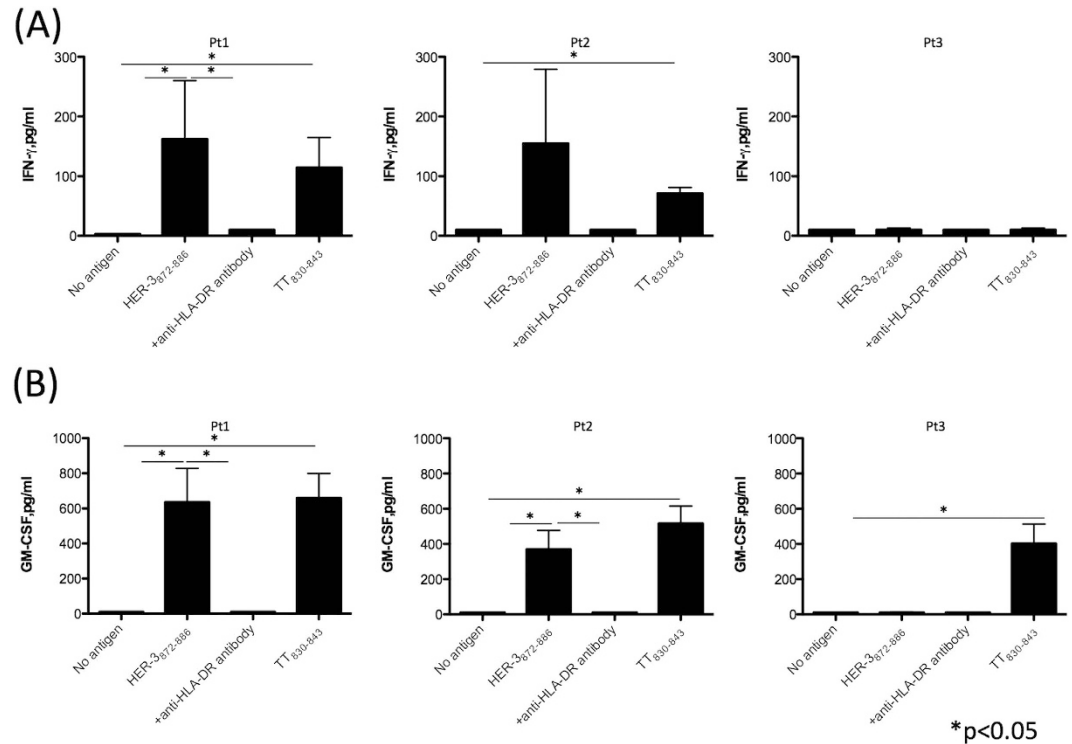 (A)
Pt1
Pt2
Pt3
300
200
100
0
IFN-γ,pg/ml
*
*
*
No antigen
HER-3872-886
+anti-HLA-DR antibody
TT830-843
300
200
100
0
IFN-γ,pg/ml
*
No antigen
HER-3872-886
+anti-HLA-DR antibody
TT830-843
300
200
100
0
IFN-γ,pg/ml
No antigen
HER-3872-886
+anti-HLA-DR antibody
TT830-843
(B)
Pt1
Pt2
Pt3
1000
800
600
400
200
0
GM-CSF,pg/ml
*
*
*
No antigen
HER-3872-886
+anti-HLA-DR antibody
TT830-843
1000
800
600
400
200
0
GM-CSF,pg/ml
*
*
*
No antigen
HER-3872-886
+anti-HLA-DR antibody
TT830-843
1000
800
600
400
200
0
GM-CSF,pg/ml
*
No antigen
HER-3872-886
+anti-HLA-DR antibody
TT830-843
*p<0.05